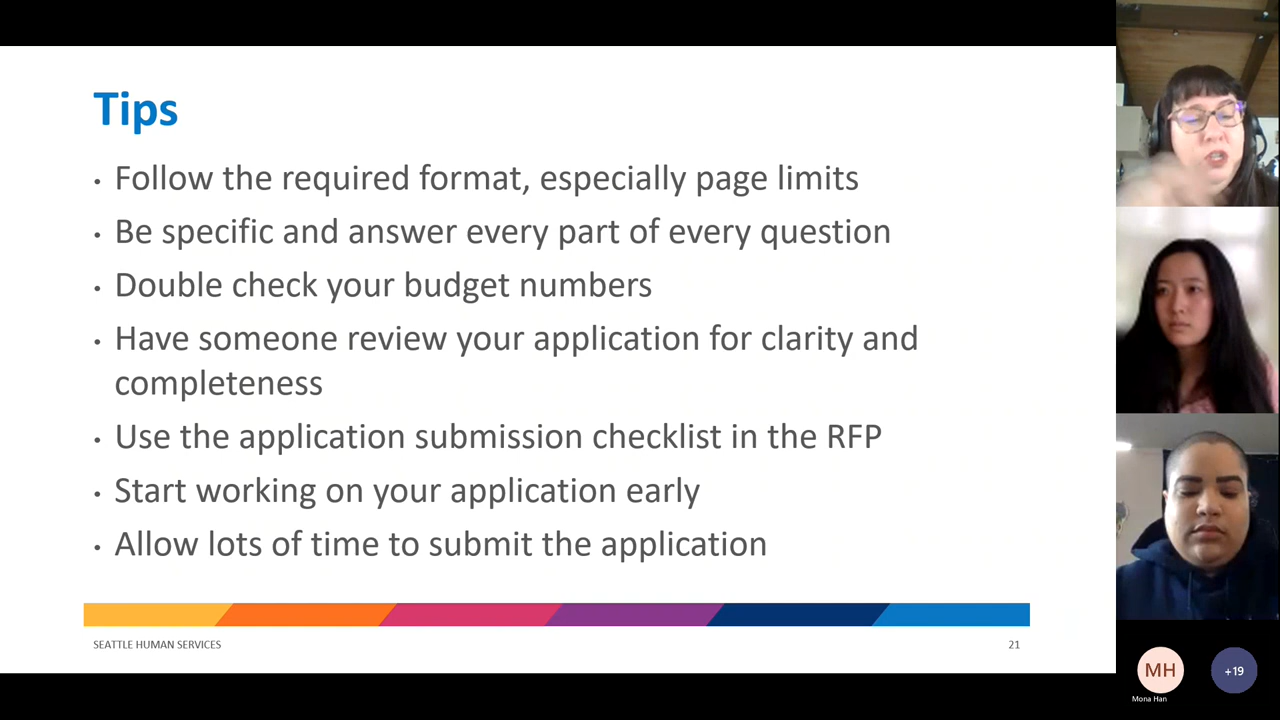 Tips
• Follow the required format, especially page limits
• Be specific and answer every part of every question
• Double check your budget numbers
• Have someone review your application for clarity and
completeness
• Use the application submission checklist in the RFP
• Start working on your application early
• Allow lots of time to submit the application
SEATTLE HUMAN SERVICES
21
MH
+19
Mona Han